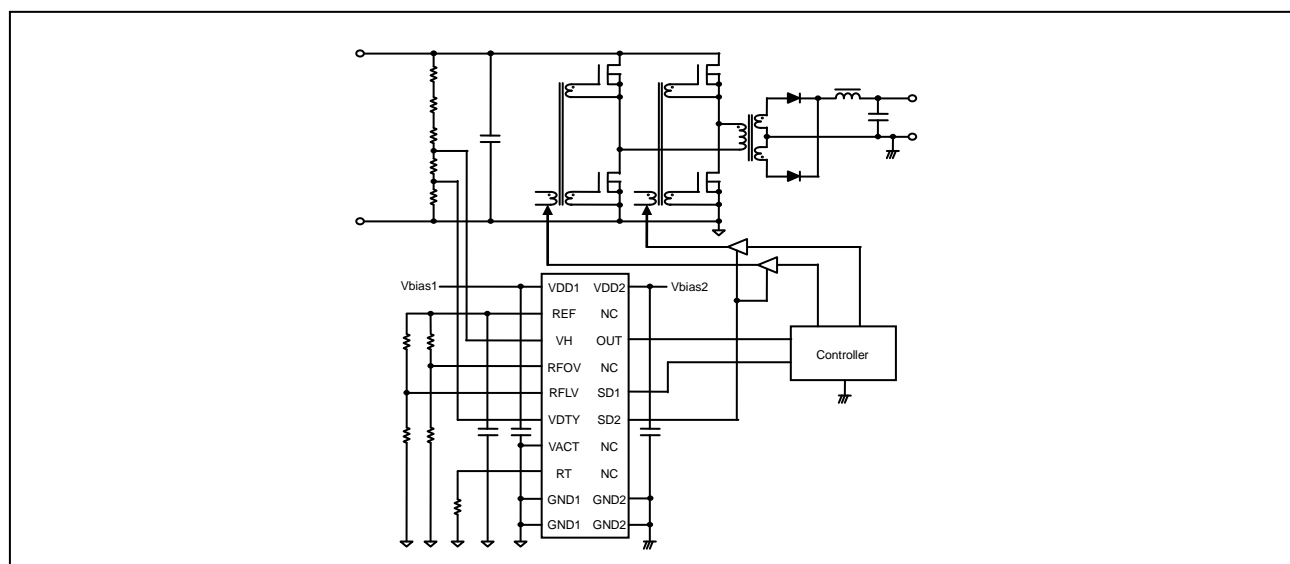 Vbias1
VDD1
VDD2
Vbias2
REF
NC
VH
OUT
Controller
RFOV
NC
RFLV
SD1
VDTY
SD2
VACT
NC
RT
NC
GND1
GND2
GND1
GND2